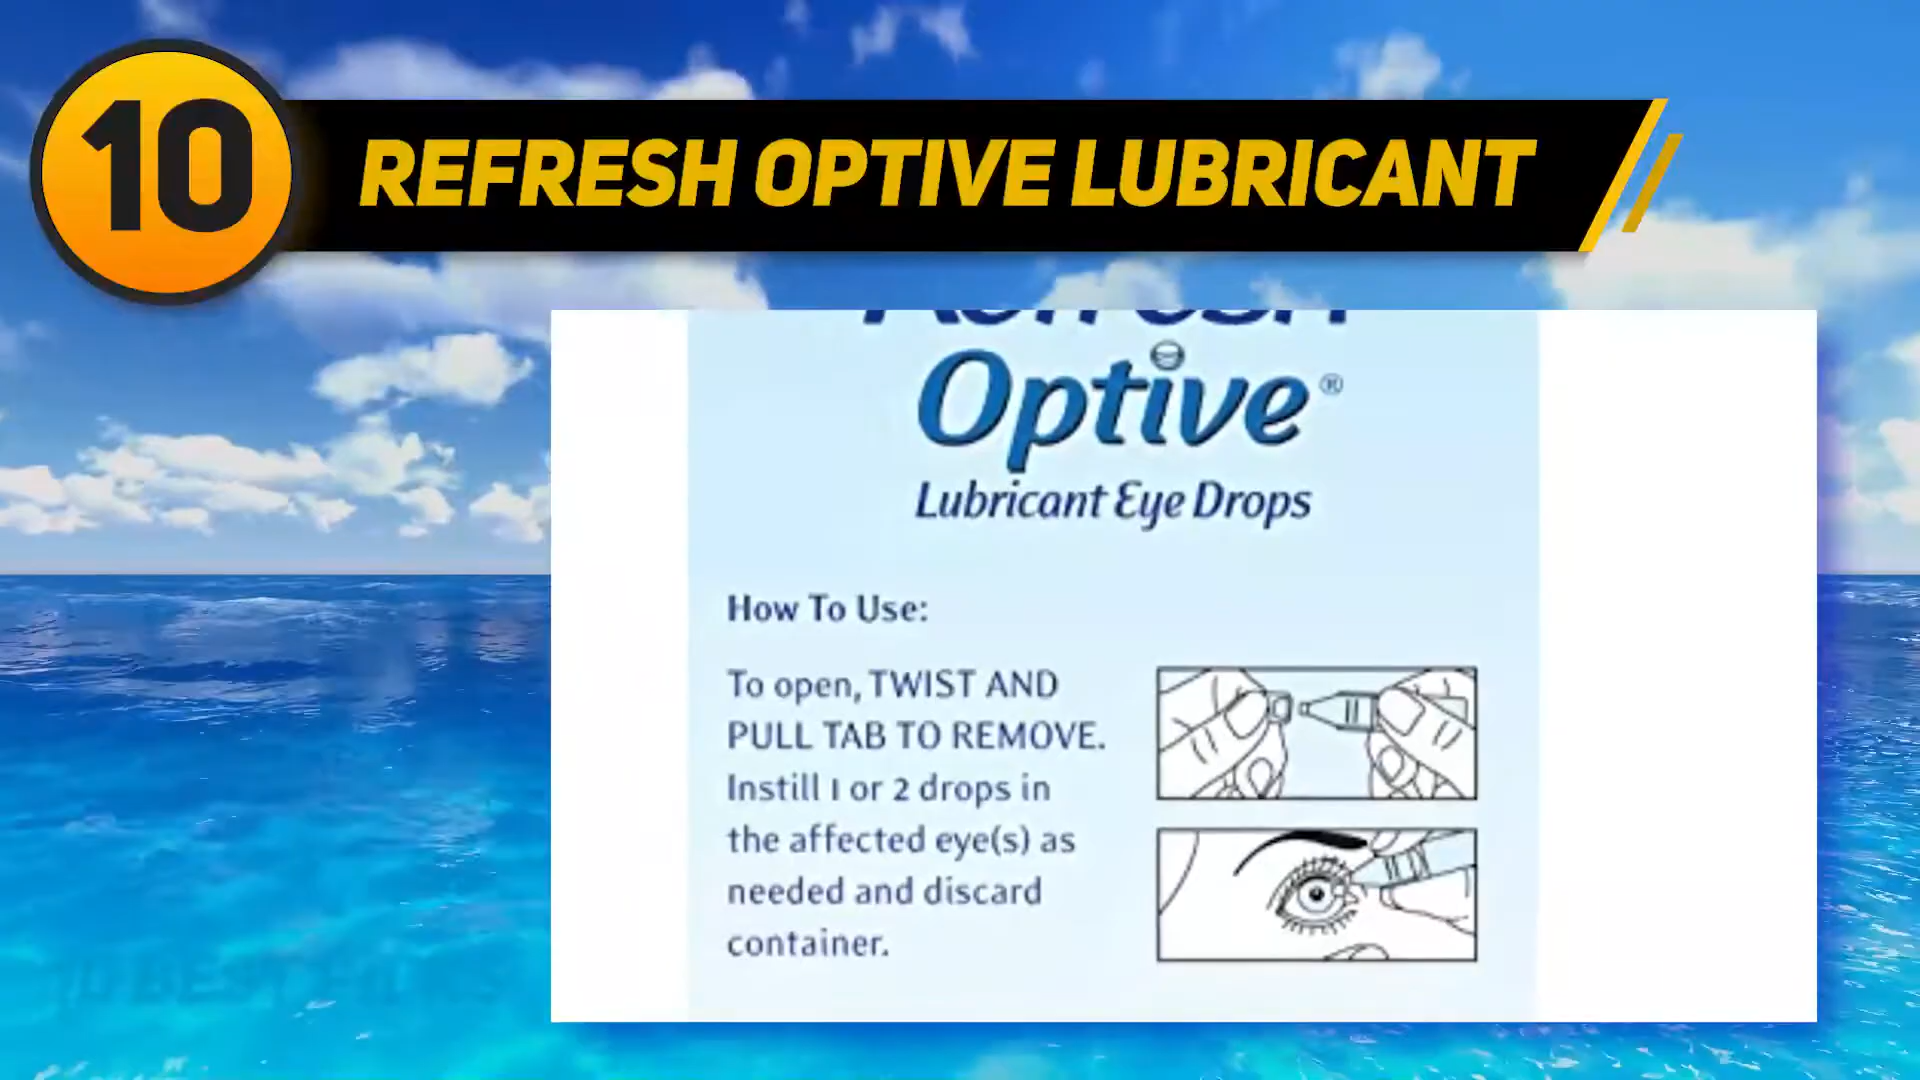 10
REFRESH OPTIVE LUBRICANT
Refresh
Optive®
Lubricant Eye Drops
How To Use:
To open, TWIST AND
PULL TAB TO REMOVE.
Instill 1 or 2 drops in
the affected eye(s) as
needed and discard
container.